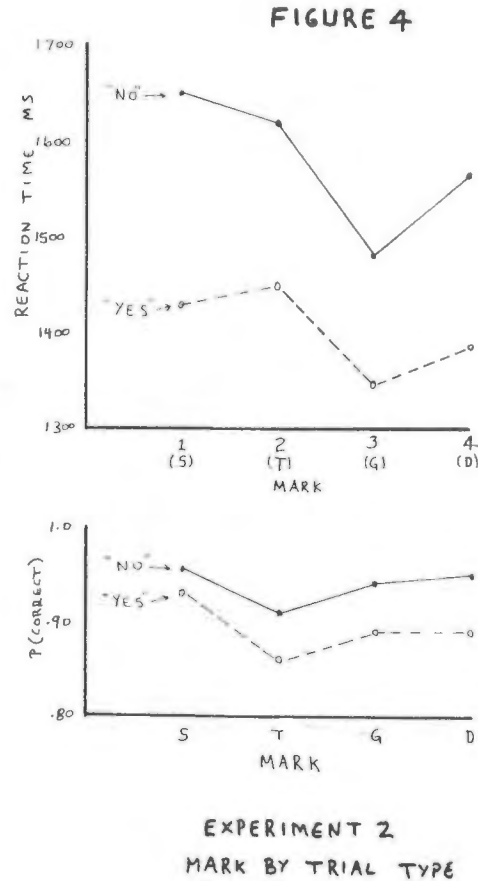 FIGURE 4
REACTION TIME MS
1700
1600
1500
1400
1300
"NO"
"YES"
1 2 3 4
(S) (T) (G) (D)
MARK
P(CORRECT)
1.0
.90
.80
"NO"
"YES"
S T G D
MARK
EXPERIMENT 2
MARK BY TRIAL TYPE